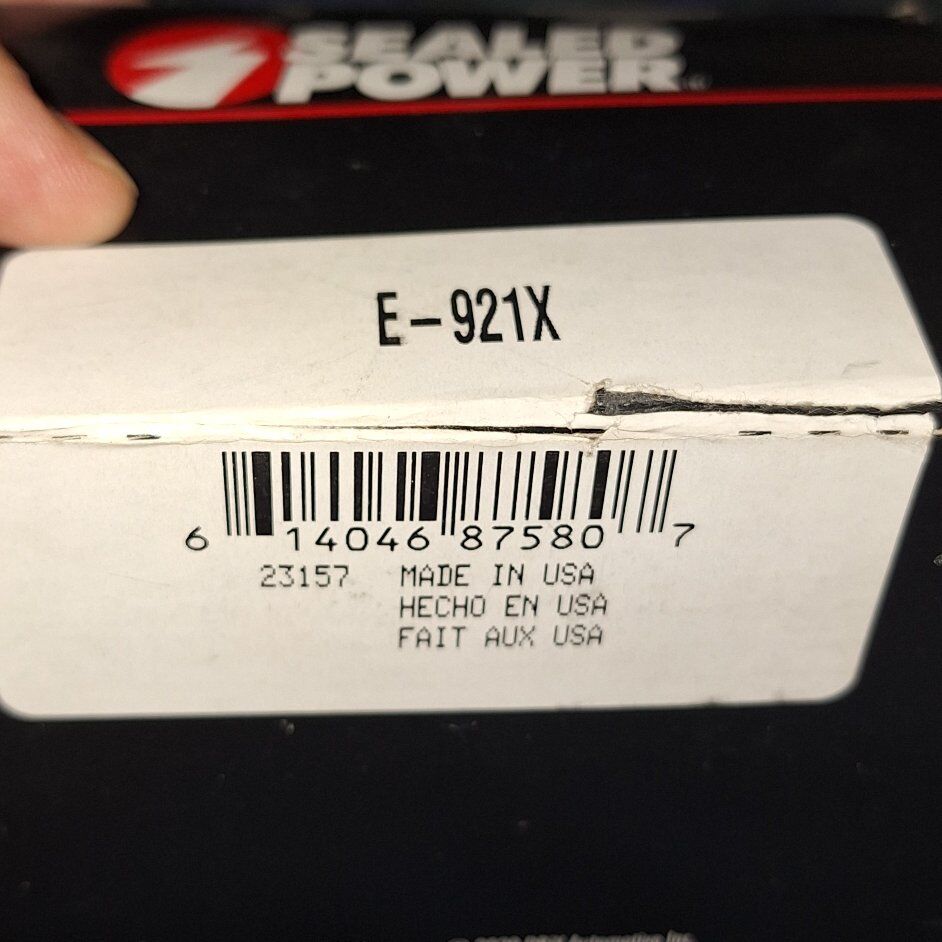 SEALED
POWER
E-921X
6 14046 87580 7
23157 MADE IN USA
HECHO EN USA
FAIT AUX USA